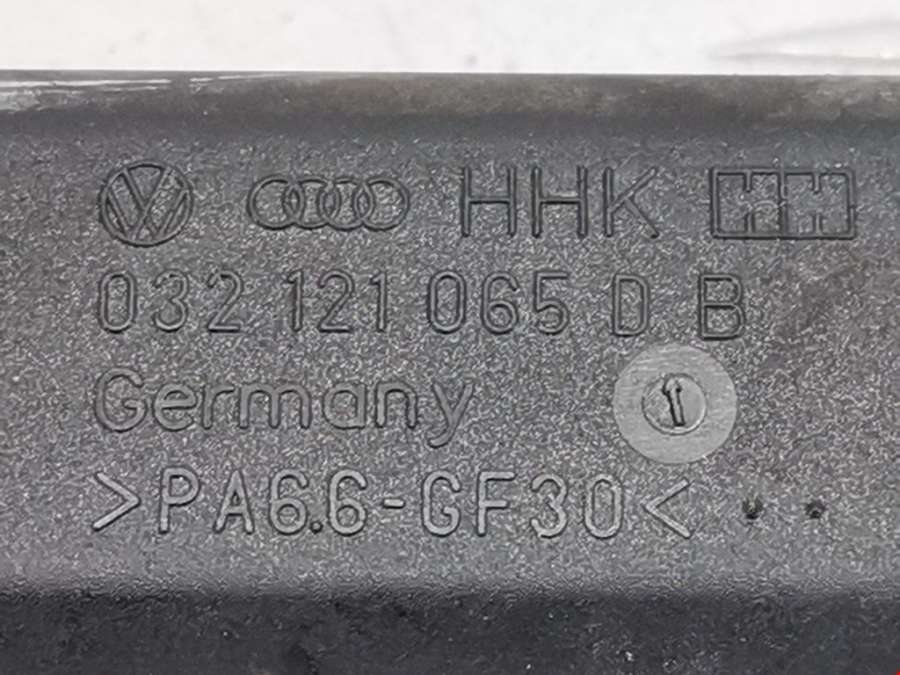 HHK
032 121 065 D B
Germany
>PA6.6-GF30<